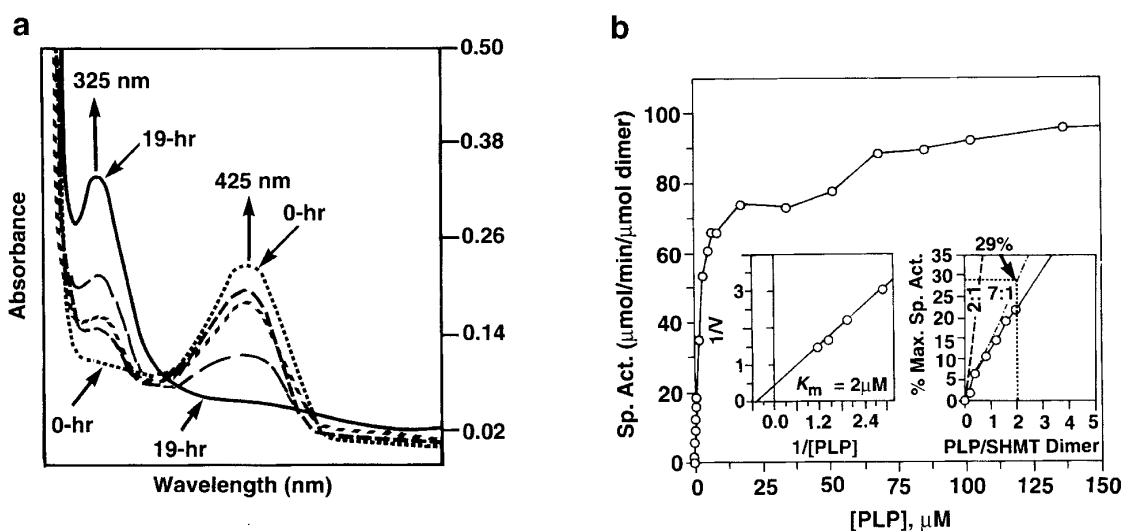 a
325 nm
19-hr
425 nm
0-hr
0-hr
19-hr
0.50
0.38
0.26
0.14
0.02
Absorbance
Wavelength (nm)
b
Sp. Act. (μmol/min/μmol dimer)
100
80
60
40
20
0
0 25 50 75 100 125 150
[PLP], μM
1/V
3
1
0
0.0 1.2 2.4
1/[PLP]
Km = 2μM
% Max. Sp. Act.
35
30
25
20
15
10
5
0
29%
2:1
7:1
0 1 2 3 4 5
PLP/SHMT Dimer